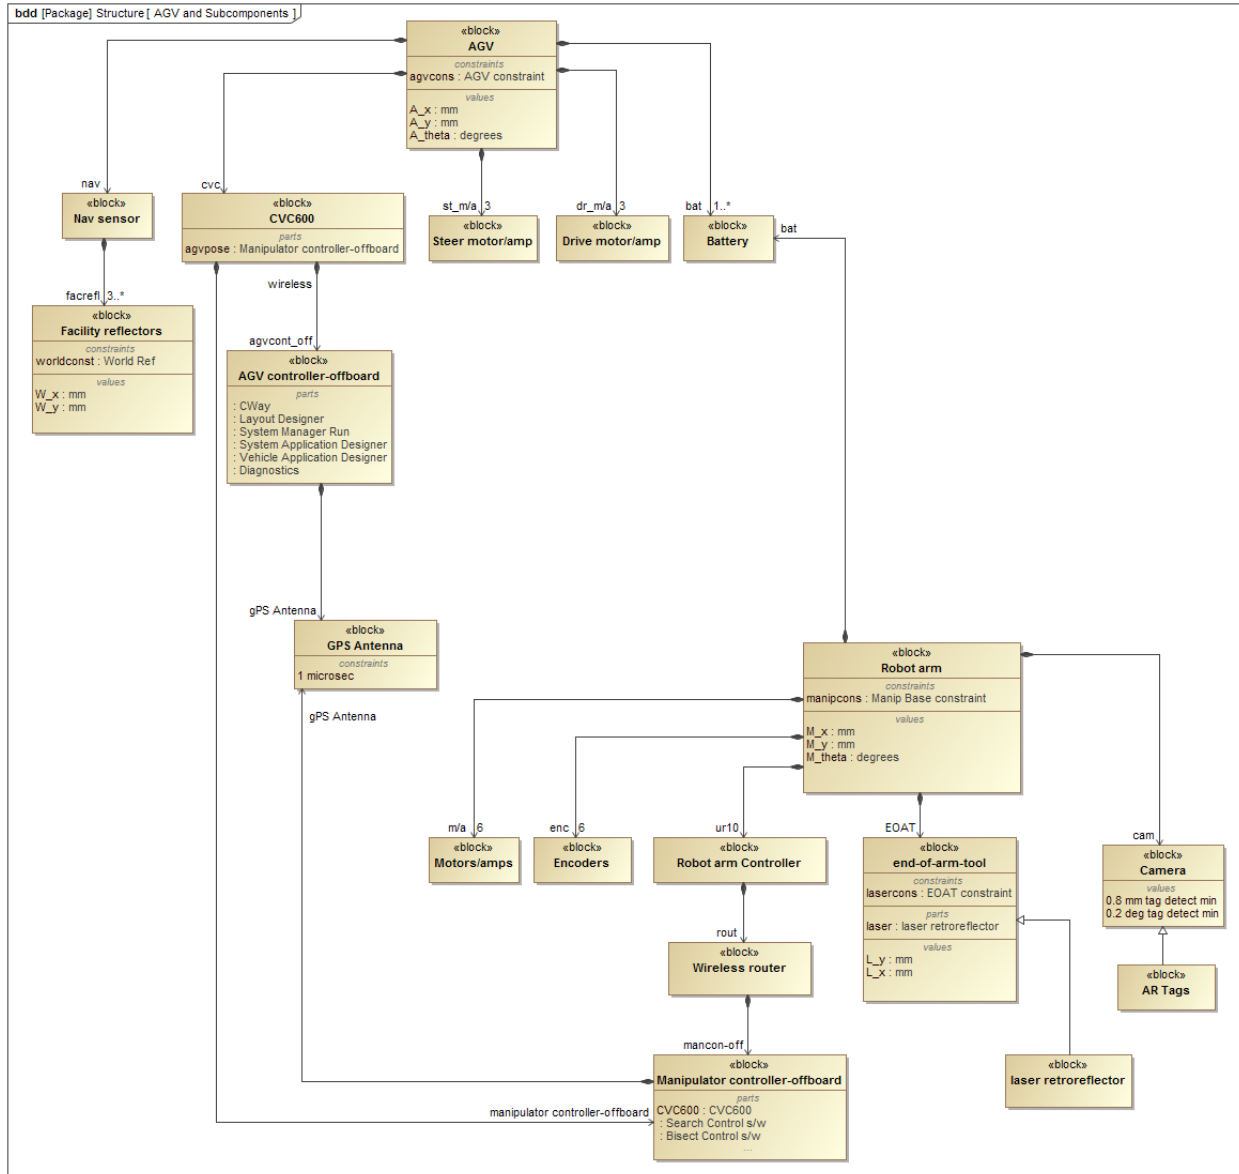 bdd [Package] Structure [ AGV and Subcomponents ]
«block»
AGV
constraints
agvcons : AGV constraint
values
A_x : mm
A_y : mm
A_theta : degrees
nav
«block»
Nav sensor
cvc
«block»
CVC600
parts
agvpose : Manipulator controller-offboard
st_m/a 3
«block»
Steer motor/amp
dr_m/a 3
«block»
Drive motor/amp
bat 1..*
«block»
Battery
bat
facrefl 3..*
«block»
Facility reflectors
constraints
worldconst : World Ref
values
W_x : mm
W_y : mm
wireless
agvcont_off
«block»
AGV controller-offboard
parts
: CWay
: Layout Designer
: System Manager Run
: System Application Designer
: Vehicle Application Designer
: Diagnostics
gPS Antenna
«block»
GPS Antenna
constraints
1 microsec
gPS Antenna
«block»
Robot arm
constraints
manipcons : Manip Base constraint
values
M_x : mm
M_y : mm
M_theta : degrees
m/a 6
«block»
Motors/amps
enc 6
«block»
Encoders
ur10
«block»
Robot arm Controller
EOAT
«block»
end-of-arm-tool
constraints
lasercons : EOAT constraint
parts
laser : laser retroreflector
values
L_y : mm
L_x : mm
cam
«block»
Camera
values
0.8 mm tag detect min
0.2 deg tag detect min
«block»
AR Tags
rout
«block»
Wireless router
mancon-off
«block»
Manipulator controller-offboard
parts
CVC600 : CVC600
: Search Control s/w
: Bisect Control s/w
...
manipulator controller-offboard
«block»
laser retroreflector